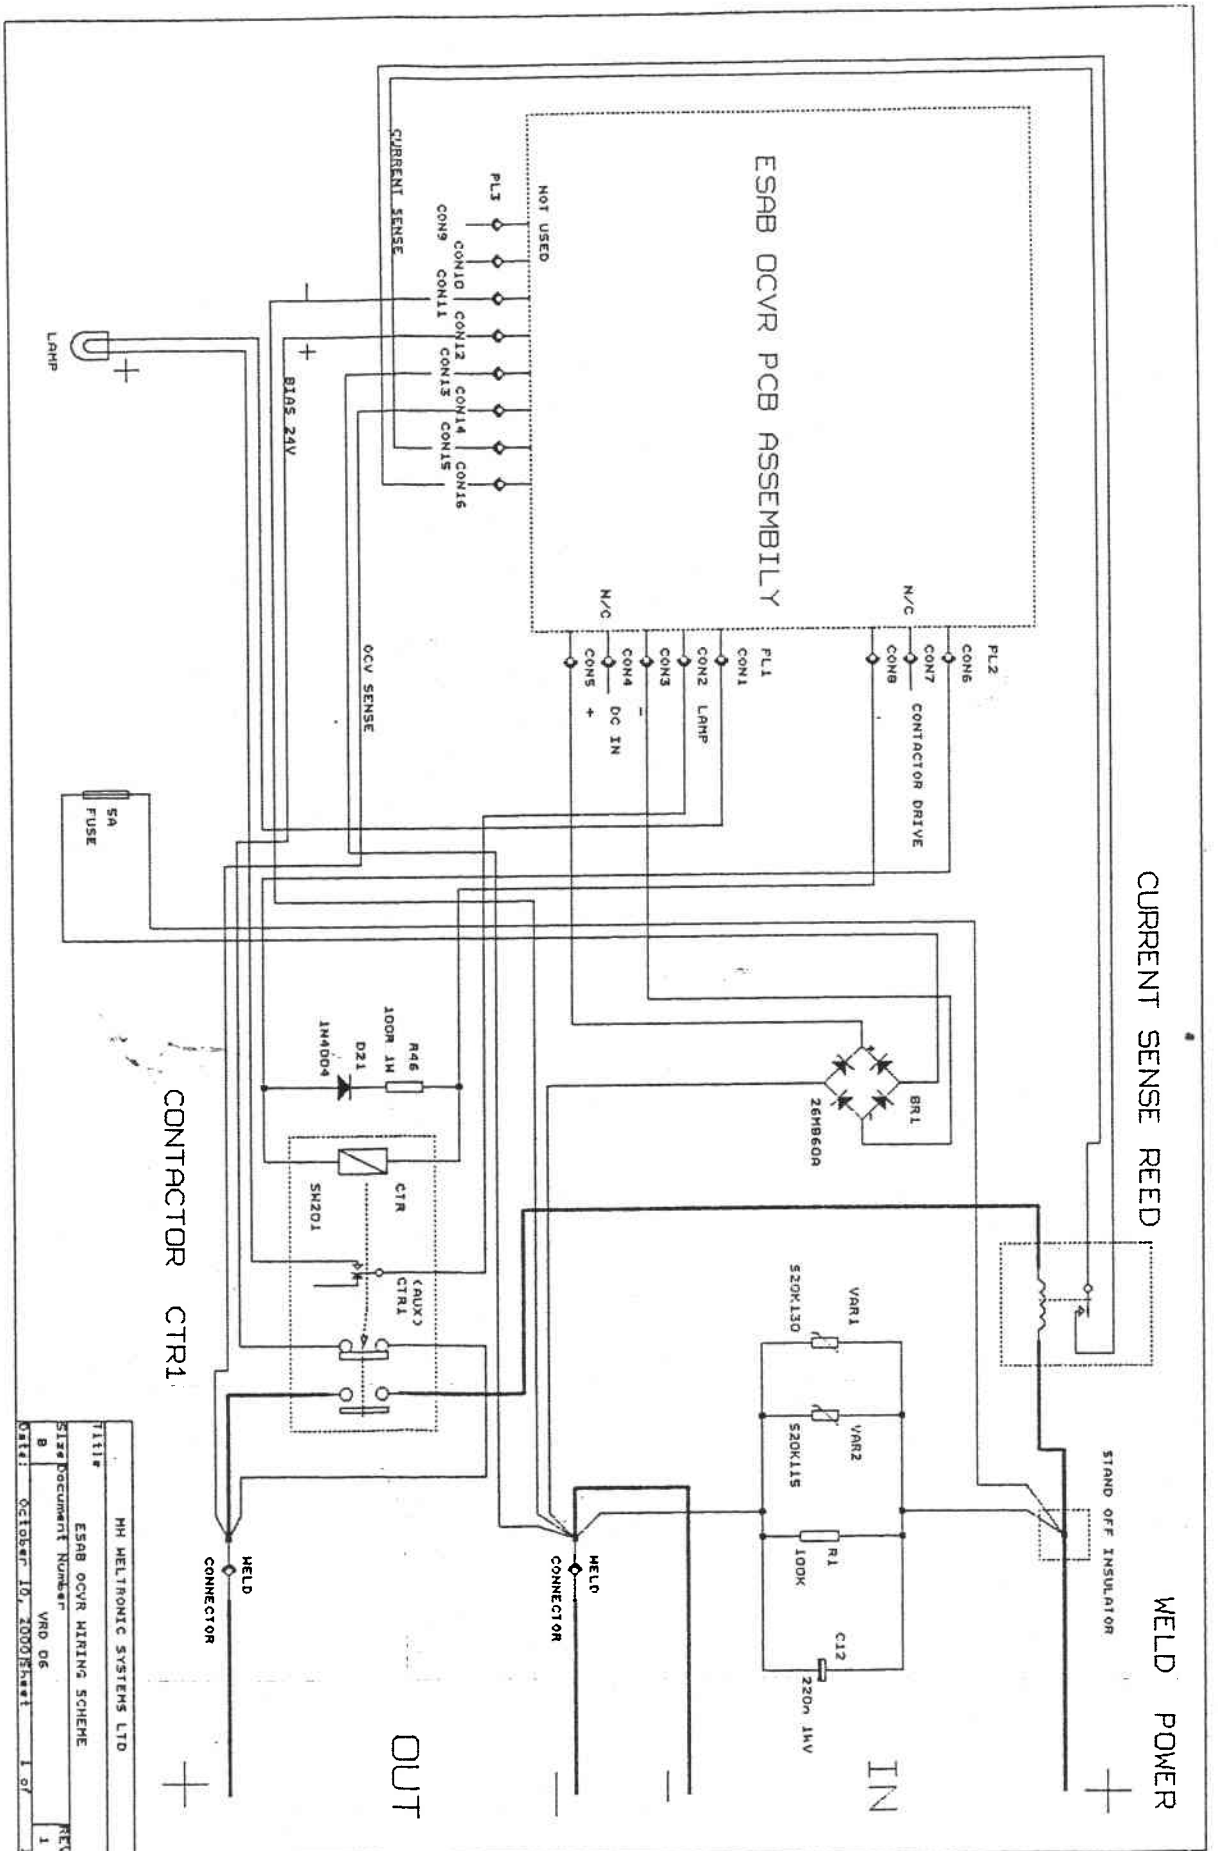 WELD POWER
CURRENT SENSE REED
STAND OFF INSULATOR
+
IN
-
ESAB OCVR PCB ASSEMBILY
NOT USED
PL2
CON6
CON7
CON8
N/C
CONTACTOR DRIVE
PL1
CON1
CON2
CON3
CON4
CON5
N/C
LAMP
-
DC IN
+
PL3
CON9
CON10
CON11
CON12
CON13
CON14
CON15
CON16
CURRENT SENSE
-
+
BIAS 24V
OCV SENSE
LAMP
+
5A
FUSE
BR1
26MB60A
R46
100R 1W
D21
1N4004
CTR
SW201
(AUX)
CTR1
CONTACTOR CTR1
VAR1
S20K130
VAR2
S20K115
R1
100K
C12
220n 1kV
WELD
CONNECTOR
WELD
CONNECTOR
-
OUT
+
MH WELTRONIC SYSTEMS LTD
Title
ESAB OCVR WIRING SCHEME
Size Document Number
REV
B
VRD 06
1
Date: October 10, 2000 Sheet 1 of